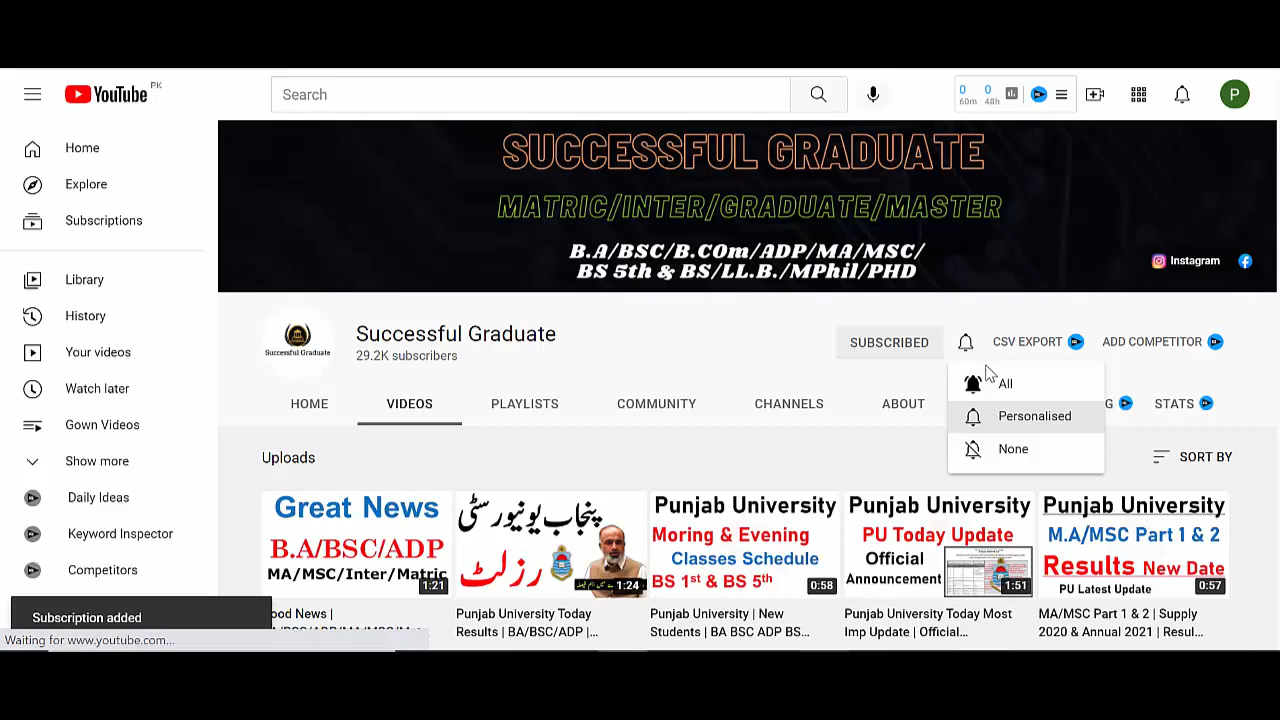 YouTube PK
Search
0 0
60m 48h
P
Home
Explore
Subscriptions
Library
History
Your videos
Watch later
Gown Videos
Show more
Daily Ideas
Keyword Inspector
Competitors
SUCCESSFUL GRADUATE
MATRIC/INTER/GRADUATE/MASTER
B.A/BSC/B.COm/ADP/MA/MSC/
BS 5th & BS/LL.B./MPhil/PHD
Instagram
Successful Graduate
Successful Graduate
29.2K subscribers
SUBSCRIBED
CSV EXPORT
ADD COMPETITOR
HOME
VIDEOS
PLAYLISTS
COMMUNITY
CHANNELS
ABOUT
G
STATS
All
Personalised
None
Uploads
SORT BY
Great News
B.A/BSC/ADP
MA/MSC/Inter/Matric
1:21
ood News |
پنجاب یونیورسٹی
رزلٹ
1:24
Punjab University Today
Results | BA/BSC/ADP |...
Punjab University
Moring & Evening
Classes Schedule
BS 1st & BS 5th
0:58
Punjab University | New
Students | BA BSC ADP BS...
Punjab University
PU Today Update
Official
Announcement
1:51
Punjab University Today Most
Imp Update | Official...
Punjab University
M.A/MSC Part 1 & 2
Results New Date
PU Latest Update
0:57
MA/MSC Part 1 & 2 | Supply
2020 & Annual 2021 | Resul...
Subscription added
Waiting for www.youtube.com...